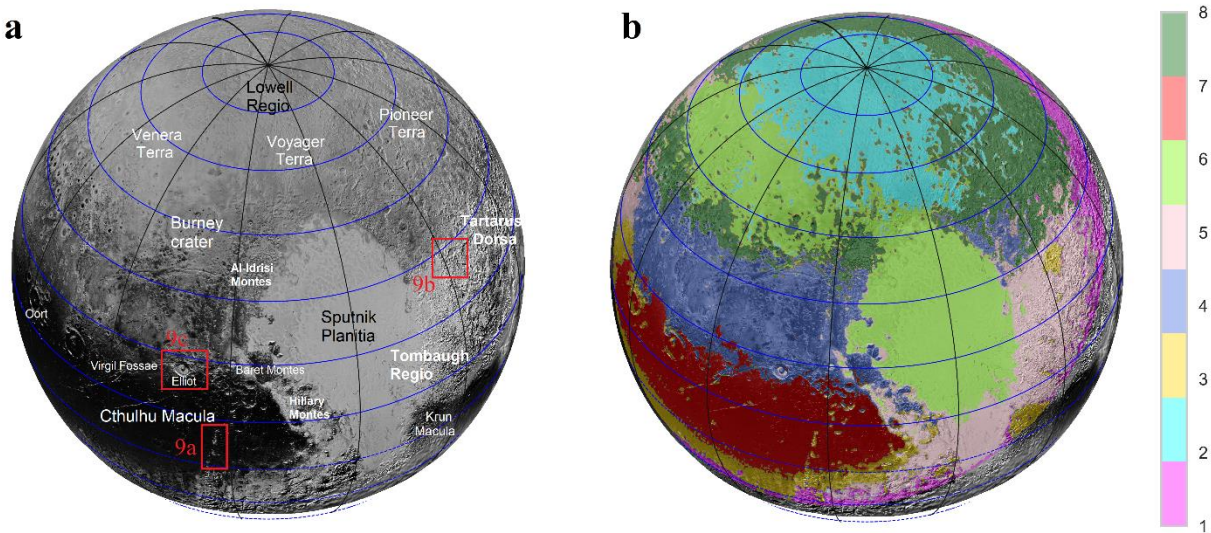 a
Lowell
Regio
Pioneer
Terra
Venera
Terra
Voyager
Terra
Burney
crater
Tartarus
Dorsa
Al-Idrisi
Montes
9b
Oort
Sputnik
Planitia
9c
Virgil Fossae
Elliot
Baret Montes
Tombaugh
Regio
Hillary
Montes
Cthulhu Macula
Krun
Macula
9a
b
8
7
6
5
4
3
2
1